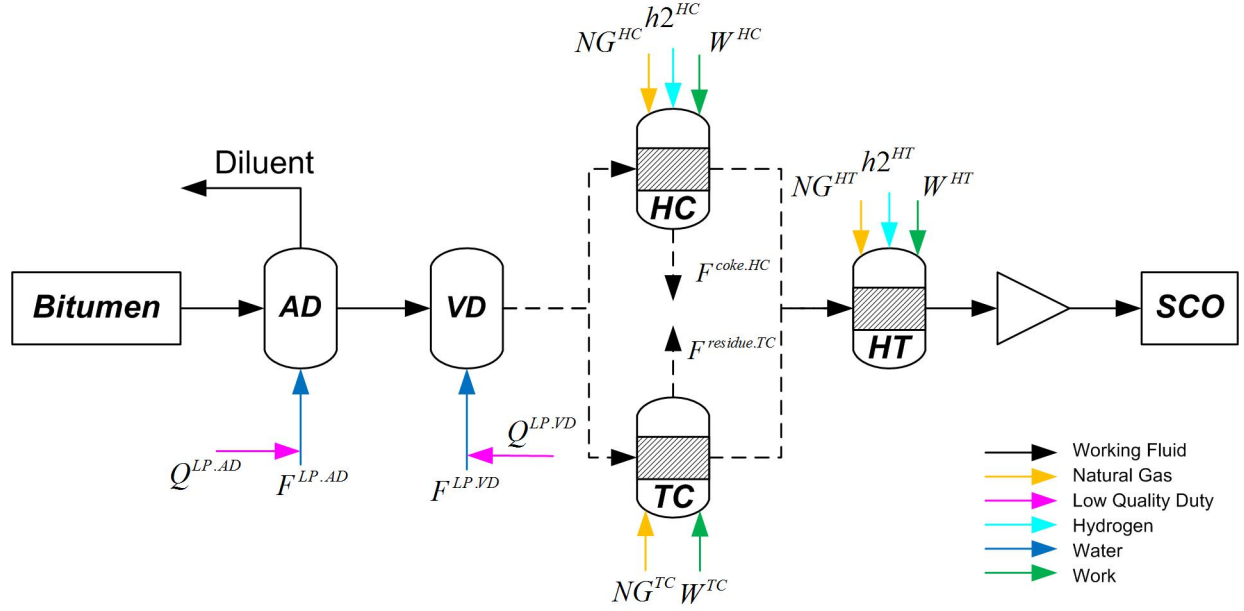 NG^{HC} h2^{HC} W^{HC}
Diluent
HC
NG^{HT} h2^{HT} W^{HT}
F^{coke.HC}
Bitumen
AD
VD
HT
SCO
F^{residue.TC}
Q^{LP.AD}
F^{LP.AD}
Q^{LP.VD}
F^{LP.VD}
TC
NG^{TC} W^{TC}
Working Fluid
Natural Gas
Low Quality Duty
Hydrogen
Water
Work